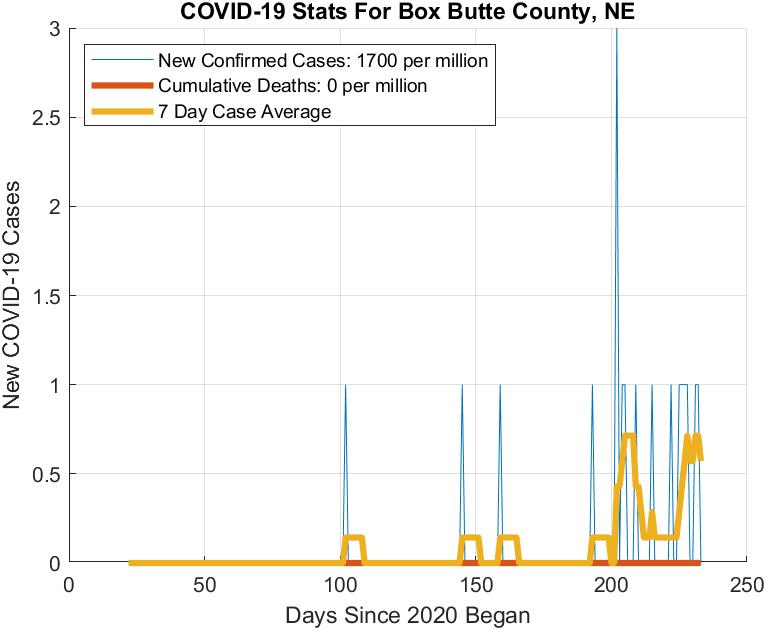 COVID-19 Stats For Box Butte County, NE
New Confirmed Cases: 1700 per million
Cumulative Deaths: 0 per million
7 Day Case Average
New COVID-19 Cases
3
2.5
2
1.5
1
0.5
0
0 50 100 150 200 250
Days Since 2020 Began